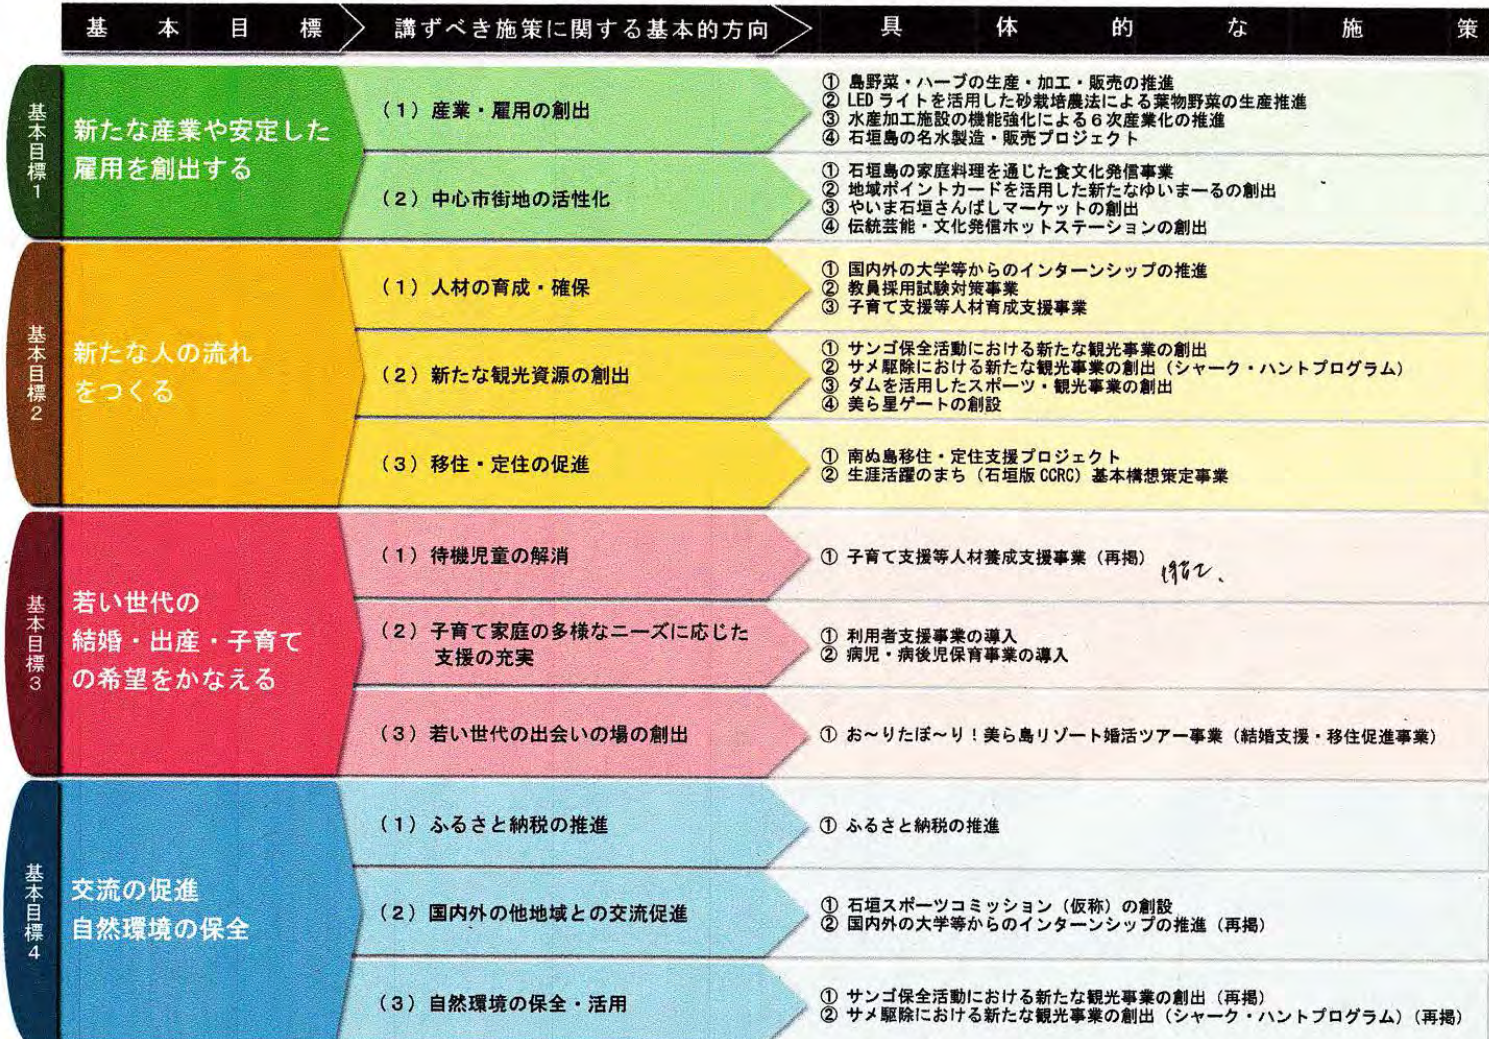 基本目標 講ずべき施策に関する基本的方向 具体的な施策
基本目標1
新たな産業や安定した
雇用を創出する
(1)産業・雇用の創出
① 島野菜・ハーブの生産・加工・販売の推進
② LEDライトを活用した砂栽培農法による葉物野菜の生産推進
③ 水産加工施設の機能強化による6次産業化の推進
④ 石垣島の名水製造・販売プロジェクト
(2)中心市街地の活性化
① 石垣島の家庭料理を通じた食文化発信事業
② 地域ポイントカードを活用した新たなゆいまーるの創出
③ やいま石垣さんばしマーケットの創出
④ 伝統芸能・文化発信ホットステーションの創出
基本目標2
新たな人の流れ
をつくる
(1)人材の育成・確保
① 国内外の大学等からのインターンシップの推進
② 教員採用試験対策事業
③ 子育て支援等人材育成支援事業
(2)新たな観光資源の創出
① サンゴ保全活動における新たな観光事業の創出
② サメ駆除における新たな観光事業の創出(シャーク・ハントプログラム)
③ ダムを活用したスポーツ・観光事業の創出
④ 美ら星ゲートの創設
(3)移住・定住の促進
① 南ぬ島移住・定住支援プロジェクト
② 生涯活躍のまち(石垣版CCRC)基本構想策定事業
基本目標3
若い世代の
結婚・出産・子育て
の希望をかなえる
(1)待機児童の解消
① 子育て支援等人材養成支援事業(再掲)
(2)子育て家庭の多様なニーズに応じた
支援の充実
① 利用者支援事業の導入
② 病児・病後児保育事業の導入
(3)若い世代の出会いの場の創出
① お~りたぼ~り!美ら島リゾート婚活ツアー事業(結婚支援・移住促進事業)
基本目標4
交流の促進
自然環境の保全
(1)ふるさと納税の推進
① ふるさと納税の推進
(2)国内外の他地域との交流促進
① 石垣スポーツコミッション(仮称)の創設
② 国内外の大学等からのインターンシップの推進(再掲)
(3)自然環境の保全・活用
① サンゴ保全活動における新たな観光事業の創出(再掲)
② サメ駆除における新たな観光事業の創出(シャーク・ハントプログラム)(再掲)